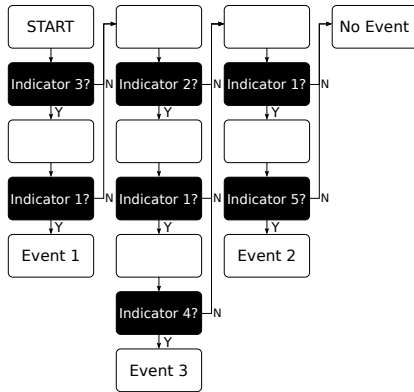 START
No Event
Indicator 3?
N
Indicator 2?
N
Indicator 1?
N
Y
Y
Y
Indicator 1?
N
Indicator 1?
N
Indicator 5?
N
Y
Y
Y
Event 1
Event 2
Indicator 4?
N
Y
Event 3